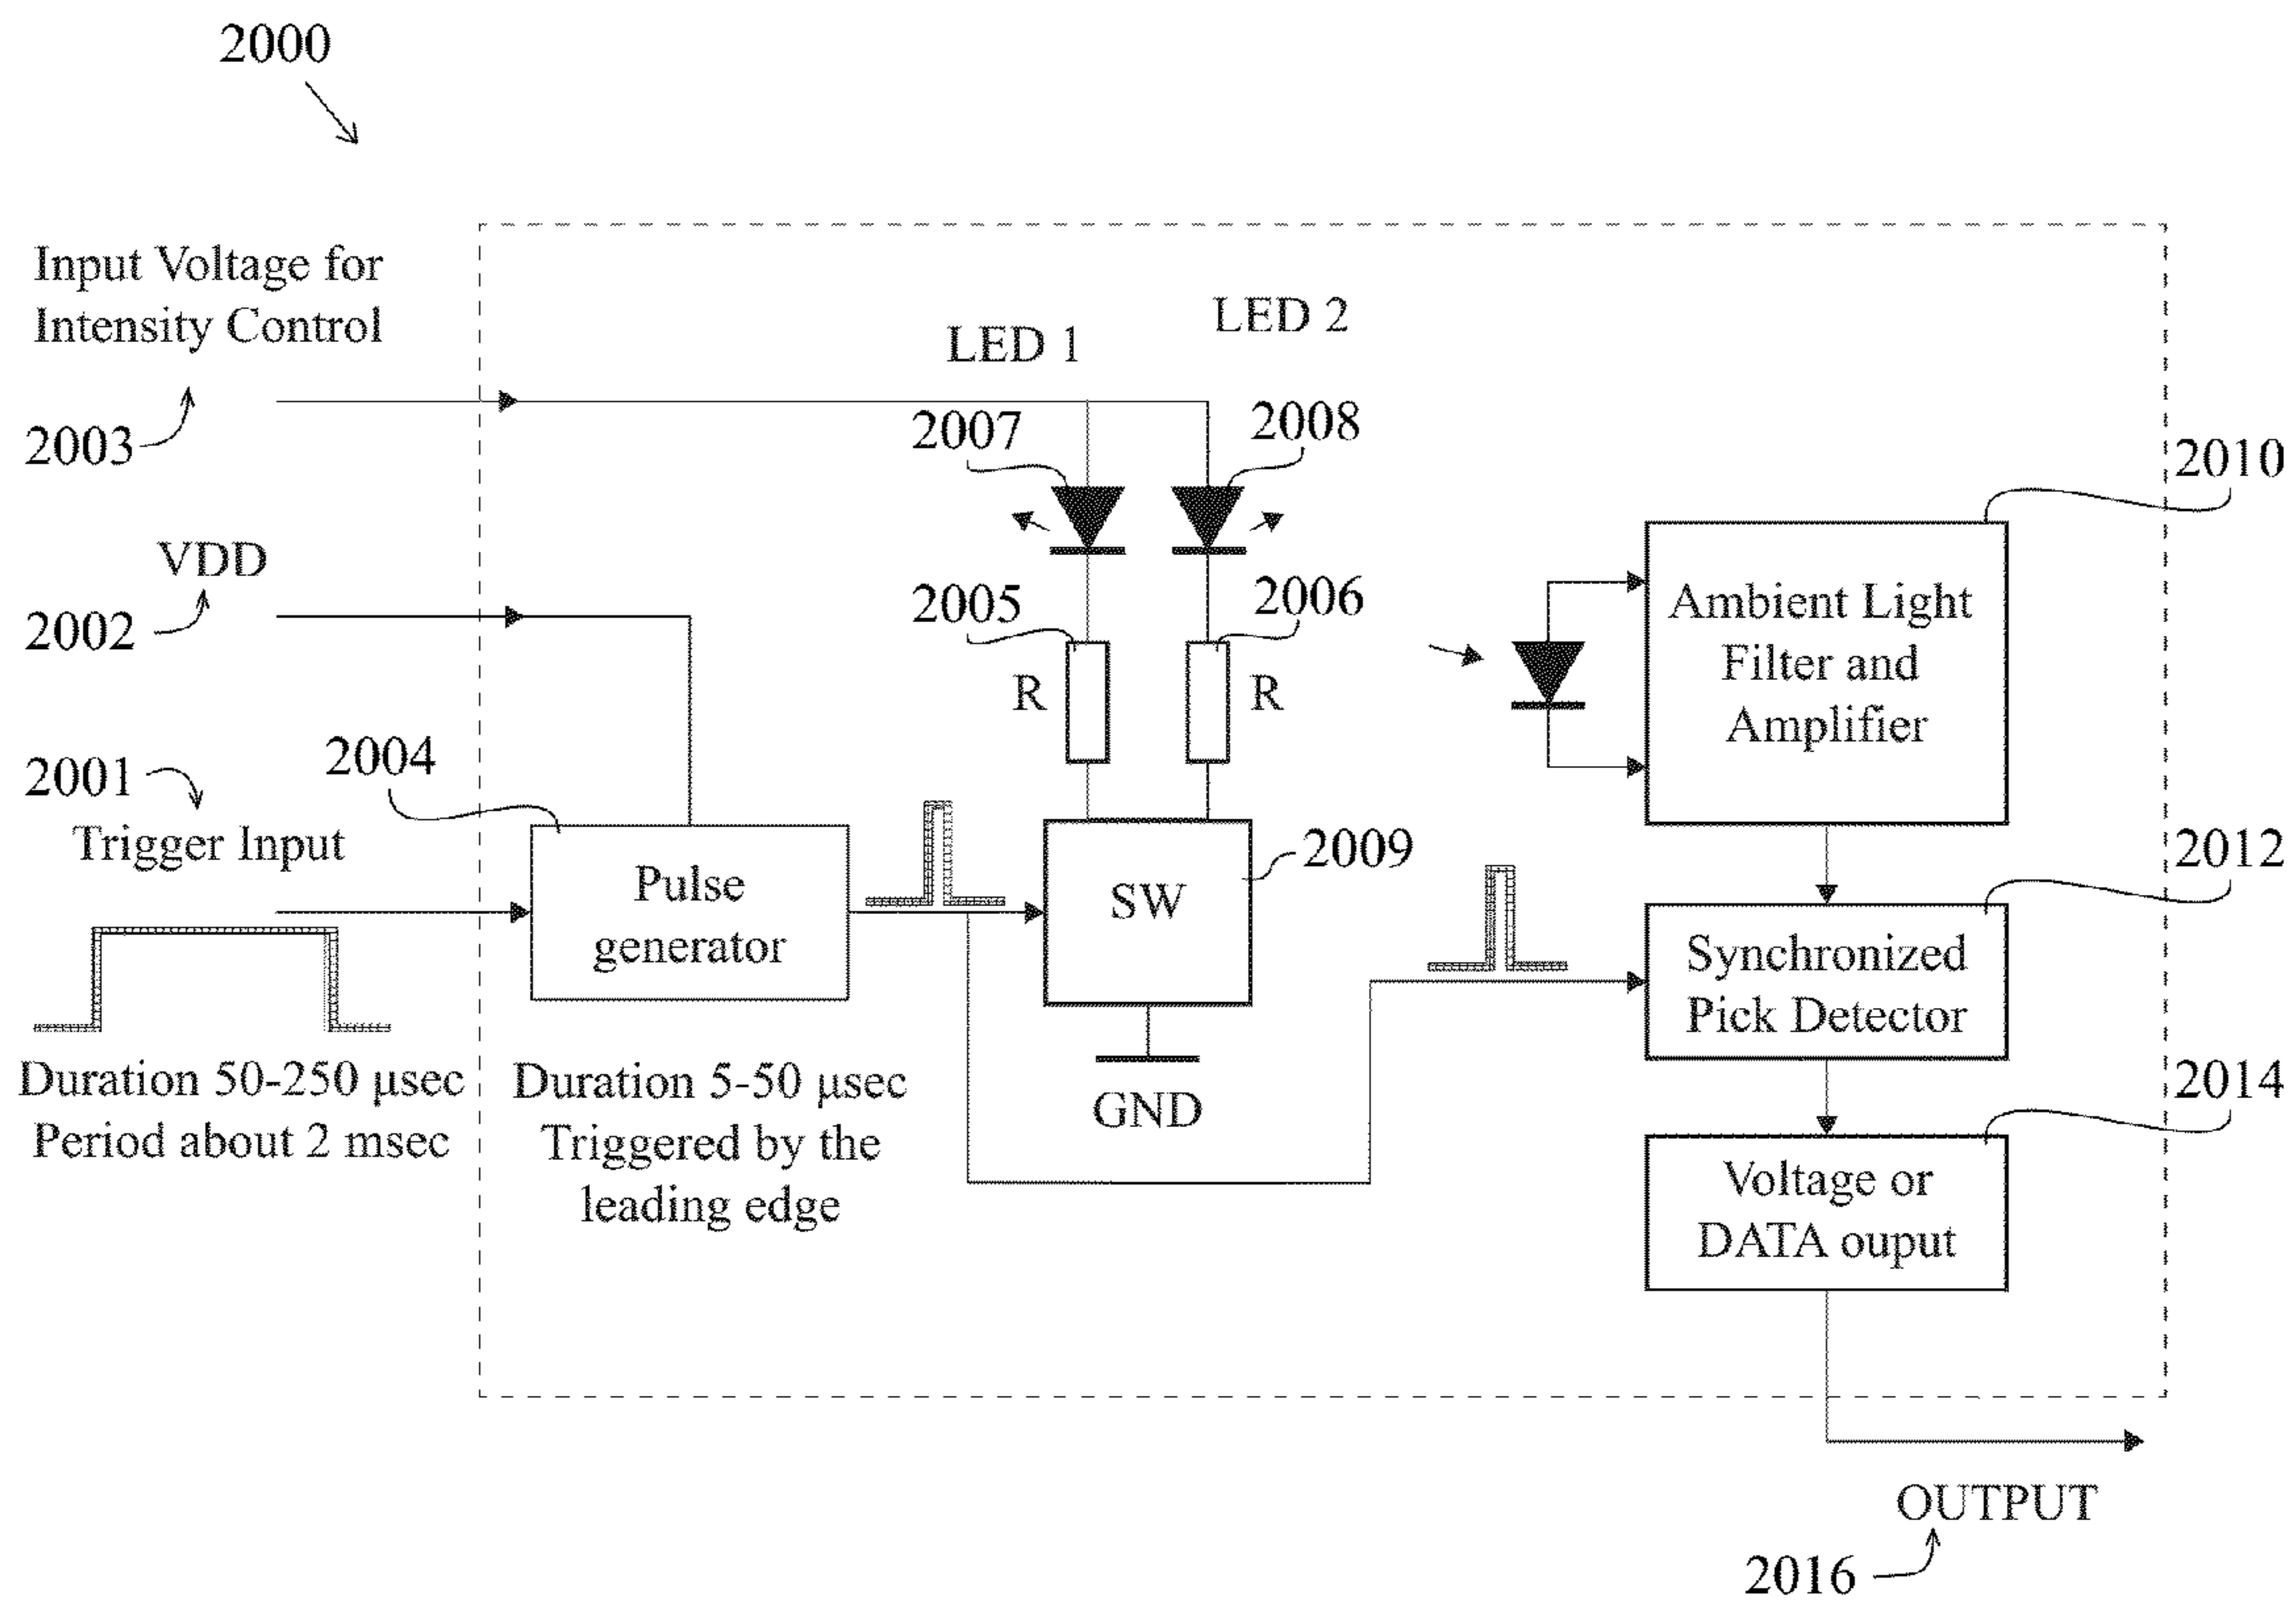 2000
Input Voltage for
Intensity Control
2003
LED 1
LED 2
2007
2008
2010
VDD
2002
2005
2006
R
R
Ambient Light
Filter and
Amplifier
2001
Trigger Input
2004
Pulse
generator
SW
2009
2012
Synchronized
Pick Detector
Duration 50-250 μsec
Period about 2 msec
Duration 5-50 μsec
Triggered by the
leading edge
GND
2014
Voltage or
DATA ouput
OUTPUT
2016